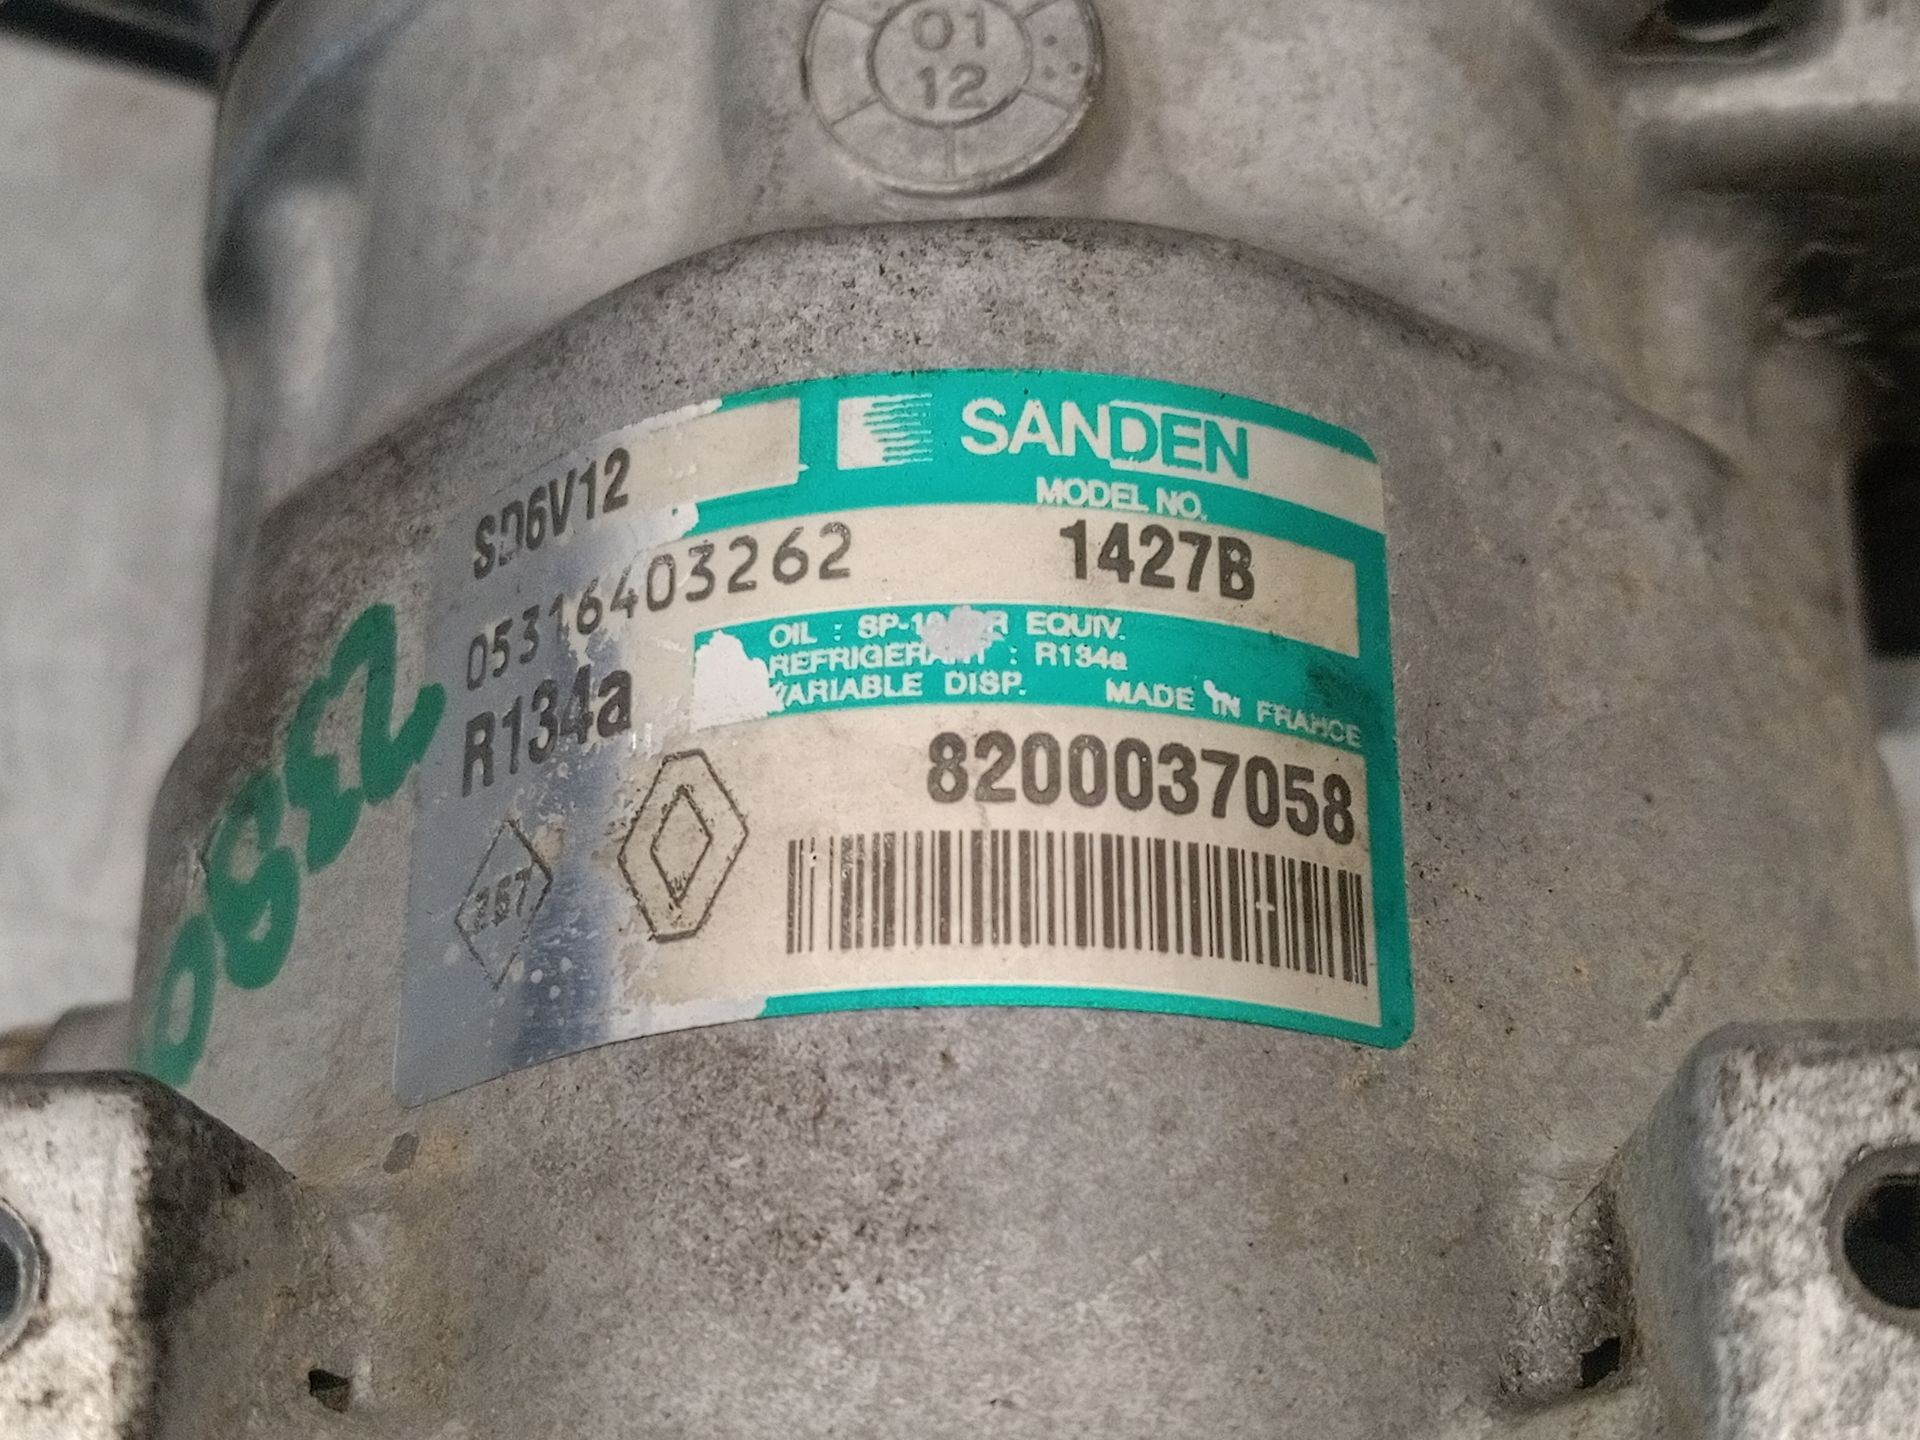 01
12
SANDEN
SD6V12
MODEL NO.
05316403262
1427B
OIL : EQUIV.
REFRIGERANT : R134a
R134a
VARIABLE DISP. MADE IN FRANCE
8200037058
267